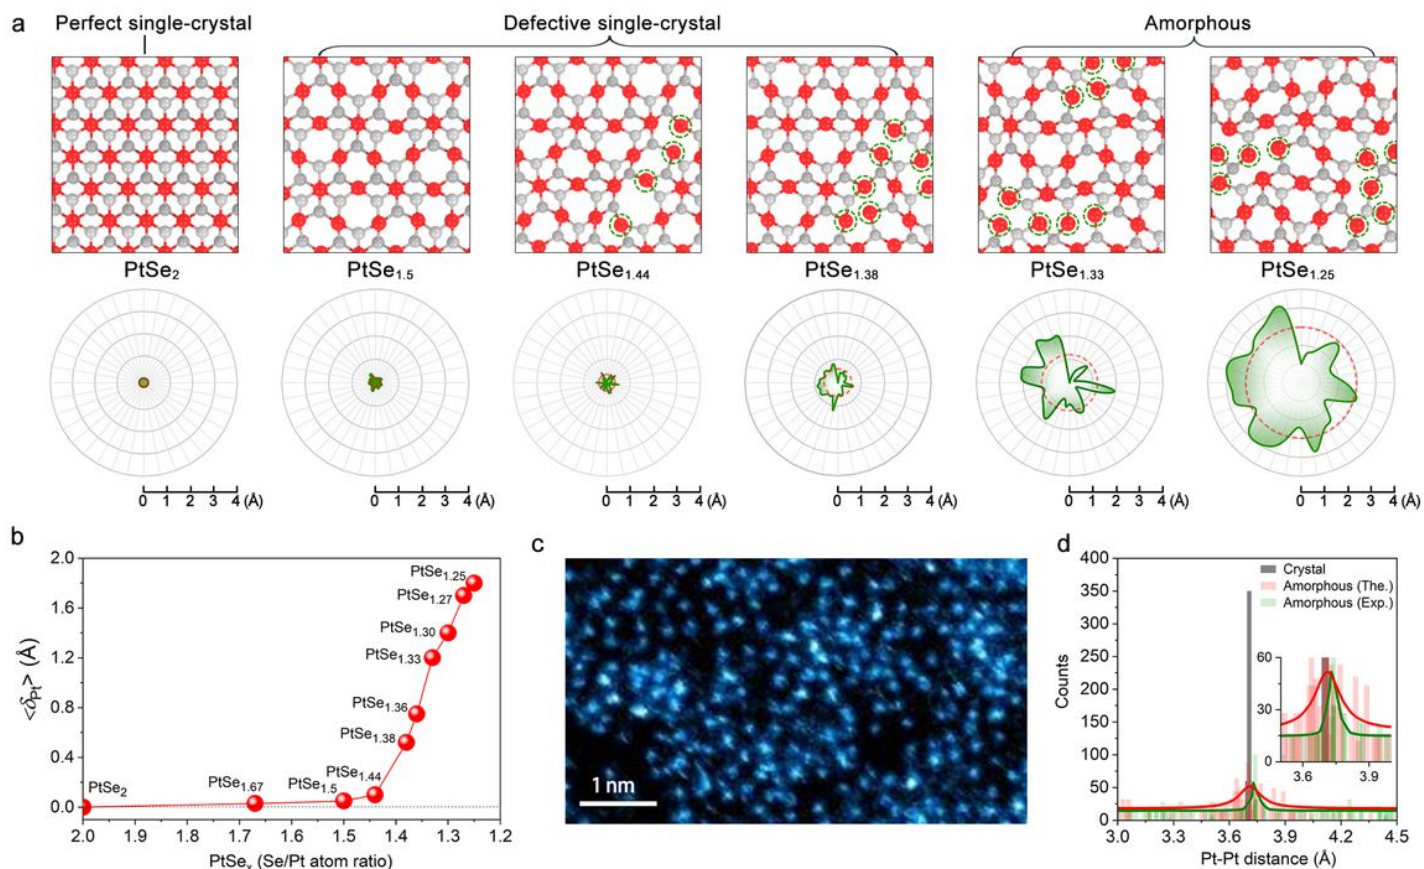 a
Perfect single-crystal
Defective single-crystal
Amorphous
PtSe2
PtSe1.5
PtSe1.44
PtSe1.38
PtSe1.33
PtSe1.25
0 1 2 3 4 (Å)
0 1 2 3 4 (Å)
0 1 2 3 4 (Å)
0 1 2 3 4 (Å)
0 1 2 3 4 (Å)
0 1 2 3 4 (Å)
b
2.0
1.6
1.2
0.8
0.4
0.0
<δPt> (Å)
PtSe1.25
PtSe1.27
PtSe1.30
PtSe1.33
PtSe1.36
PtSe1.38
PtSe1.44
PtSe1.5
PtSe1.67
PtSe2
2.0 1.9 1.8 1.7 1.6 1.5 1.4 1.3 1.2
PtSex (Se/Pt atom ratio)
c
1 nm
d
400
350
300
250
200
150
100
50
0
Counts
Crystal
Amorphous (The.)
Amorphous (Exp.)
60
30
0
3.6 3.9
3.0 3.3 3.6 3.9 4.2 4.5
Pt-Pt distance (Å)